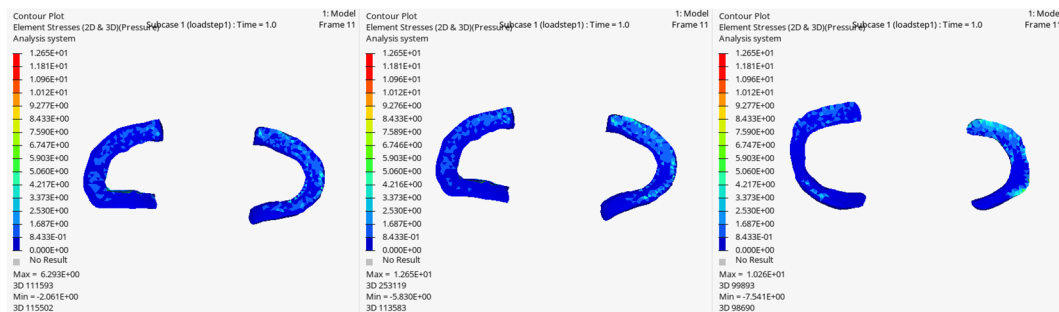 Contour Plot
Element Stresses (2D & 3D)(Pressure)
Analysis system
Subcase 1 (loadstep1) : Time = 1.0
1: Model
Frame 11
1.265E+01
1.181E+01
1.096E+01
1.012E+01
9.277E+00
8.433E+00
7.590E+00
6.747E+00
5.903E+00
5.060E+00
4.217E+00
3.373E+00
2.530E+00
1.687E+00
8.433E-01
0.000E+00
No Result
Max = 6.293E+00
3D 111593
Min = -2.061E+00
3D 115502
Contour Plot
Element Stresses (2D & 3D)(Pressure)
Analysis system
Subcase 1 (loadstep1) : Time = 1.0
1: Model
Frame 11
1.265E+01
1.181E+01
1.096E+01
1.012E+01
9.276E+00
8.433E+00
7.589E+00
6.746E+00
5.903E+00
5.060E+00
4.216E+00
3.373E+00
2.530E+00
1.687E+00
8.433E-01
0.000E+00
No Result
Max = 1.265E+01
3D 253119
Min = -5.830E+00
3D 113583
Contour Plot
Element Stresses (2D & 3D)(Pressure)
Analysis system
Subcase 1 (loadstep1) : Time = 1.0
1: Mode
Frame 11
1.265E+01
1.181E+01
1.096E+01
1.012E+01
9.277E+00
8.433E+00
7.590E+00
6.747E+00
5.903E+00
5.060E+00
4.217E+00
3.373E+00
2.530E+00
1.687E+00
8.433E-01
0.000E+00
No Result
Max = 1.026E+01
3D 99893
Min = -7.541E+00
3D 98690